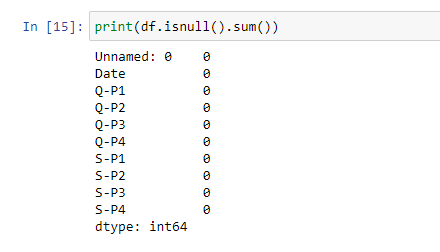 In [15]: print(df.isnull().sum())
Unnamed: 0    0
Date          0
Q-P1          0
Q-P2          0
Q-P3          0
Q-P4          0
S-P1          0
S-P2          0
S-P3          0
S-P4          0
dtype: int64